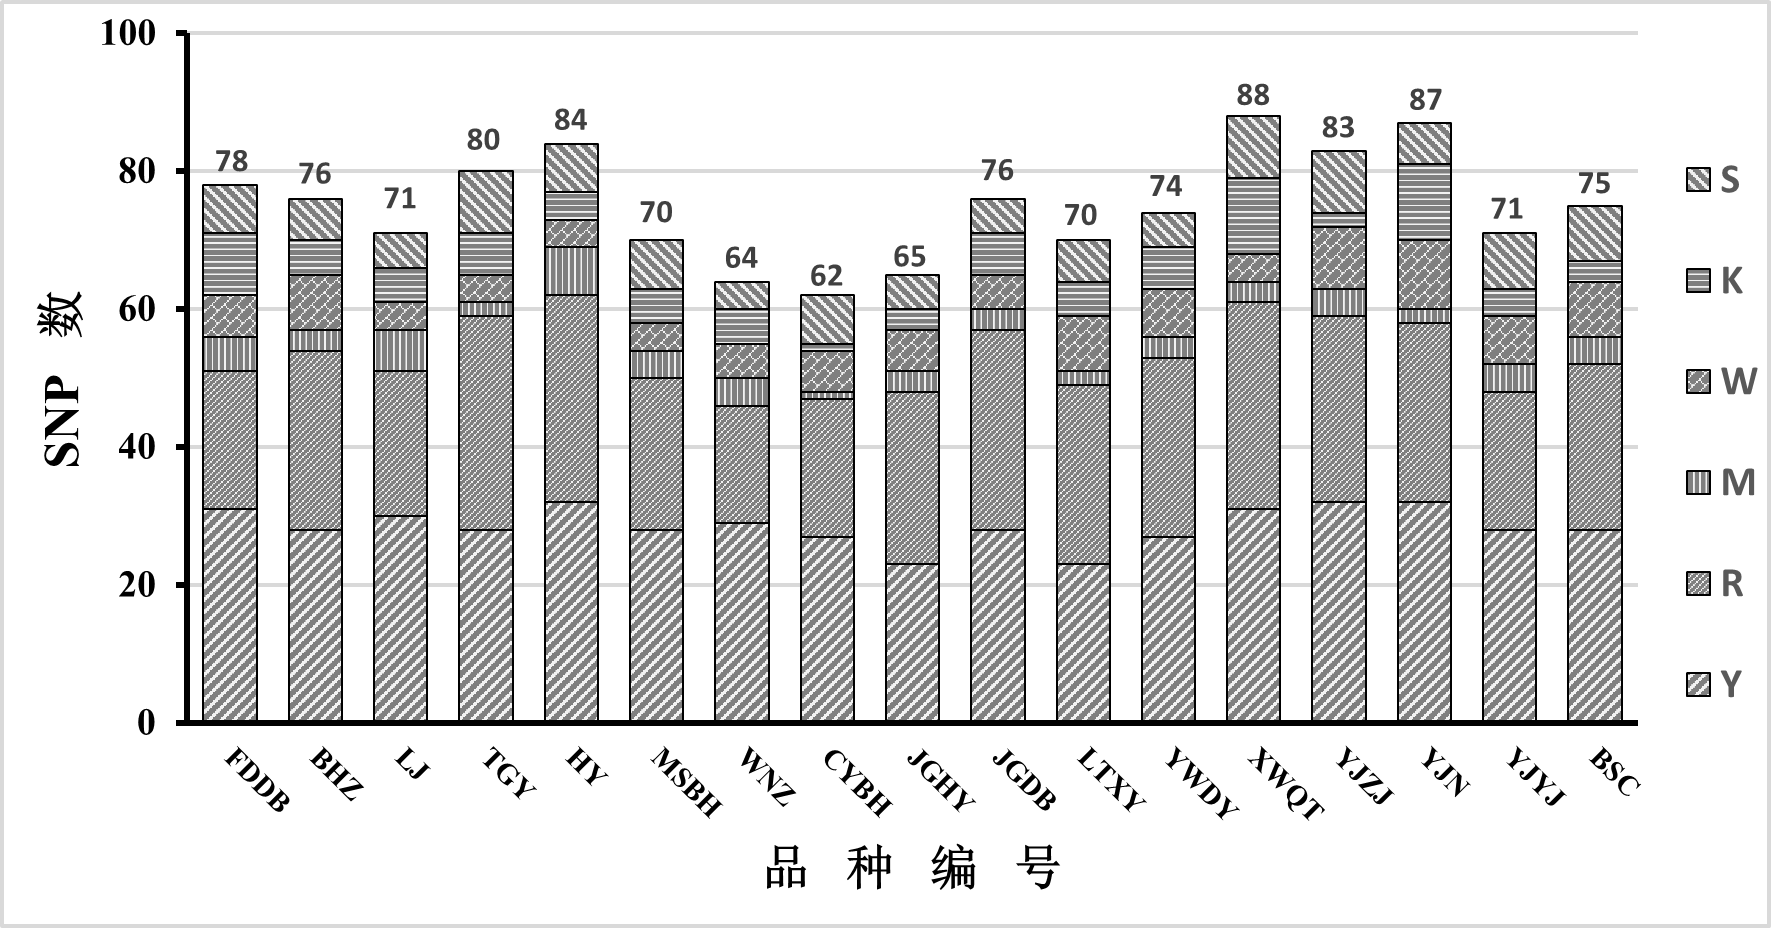 100
80
60
40
20
0
SNP 数
78
76
71
80
84
70
64
62
65
76
70
74
88
83
87
71
75
FDDB
BHZ
LJ
TGY
HY
MSBH
WNZ
CYBH
JGHY
JGDB
LTXY
YWDY
XWQT
YJZJ
YJN
YJYJ
BSC
品 种 编 号
S
K
W
M
R
Y